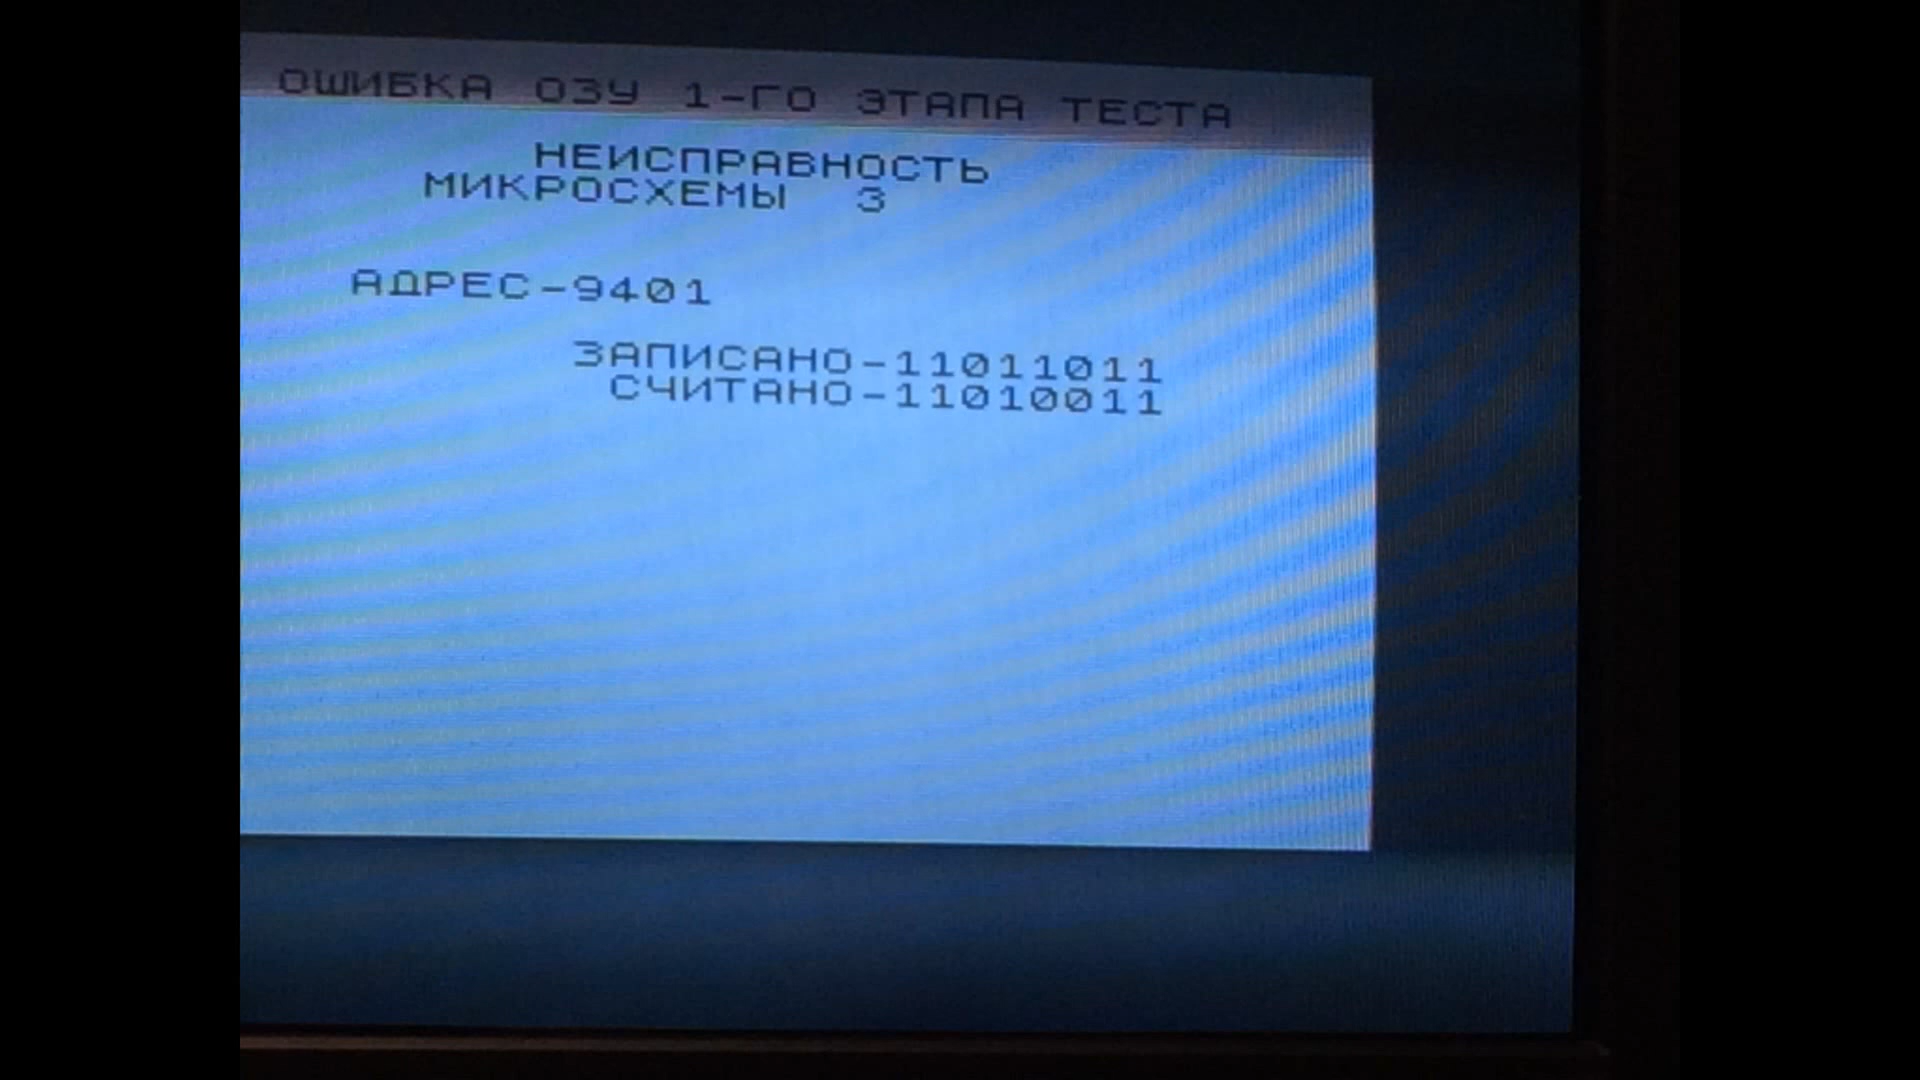 ОШИБКА ОЗУ 1-ГО ЭТАПА ТЕСТА
НЕИСПРАВНОСТЬ
МИКРОСХЕМЫ 3
АДРЕС-9401
ЗАПИСАНО-11011011
СЧИТАНО-11010011